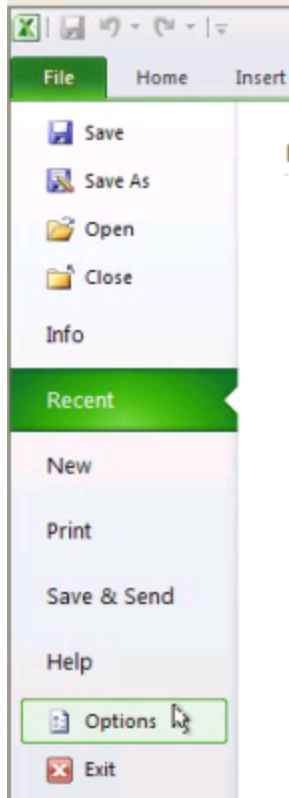 File Home Insert
Save
Save As
Open
Close
Info
Recent
New
Print
Save & Send
Help
Options
Exit